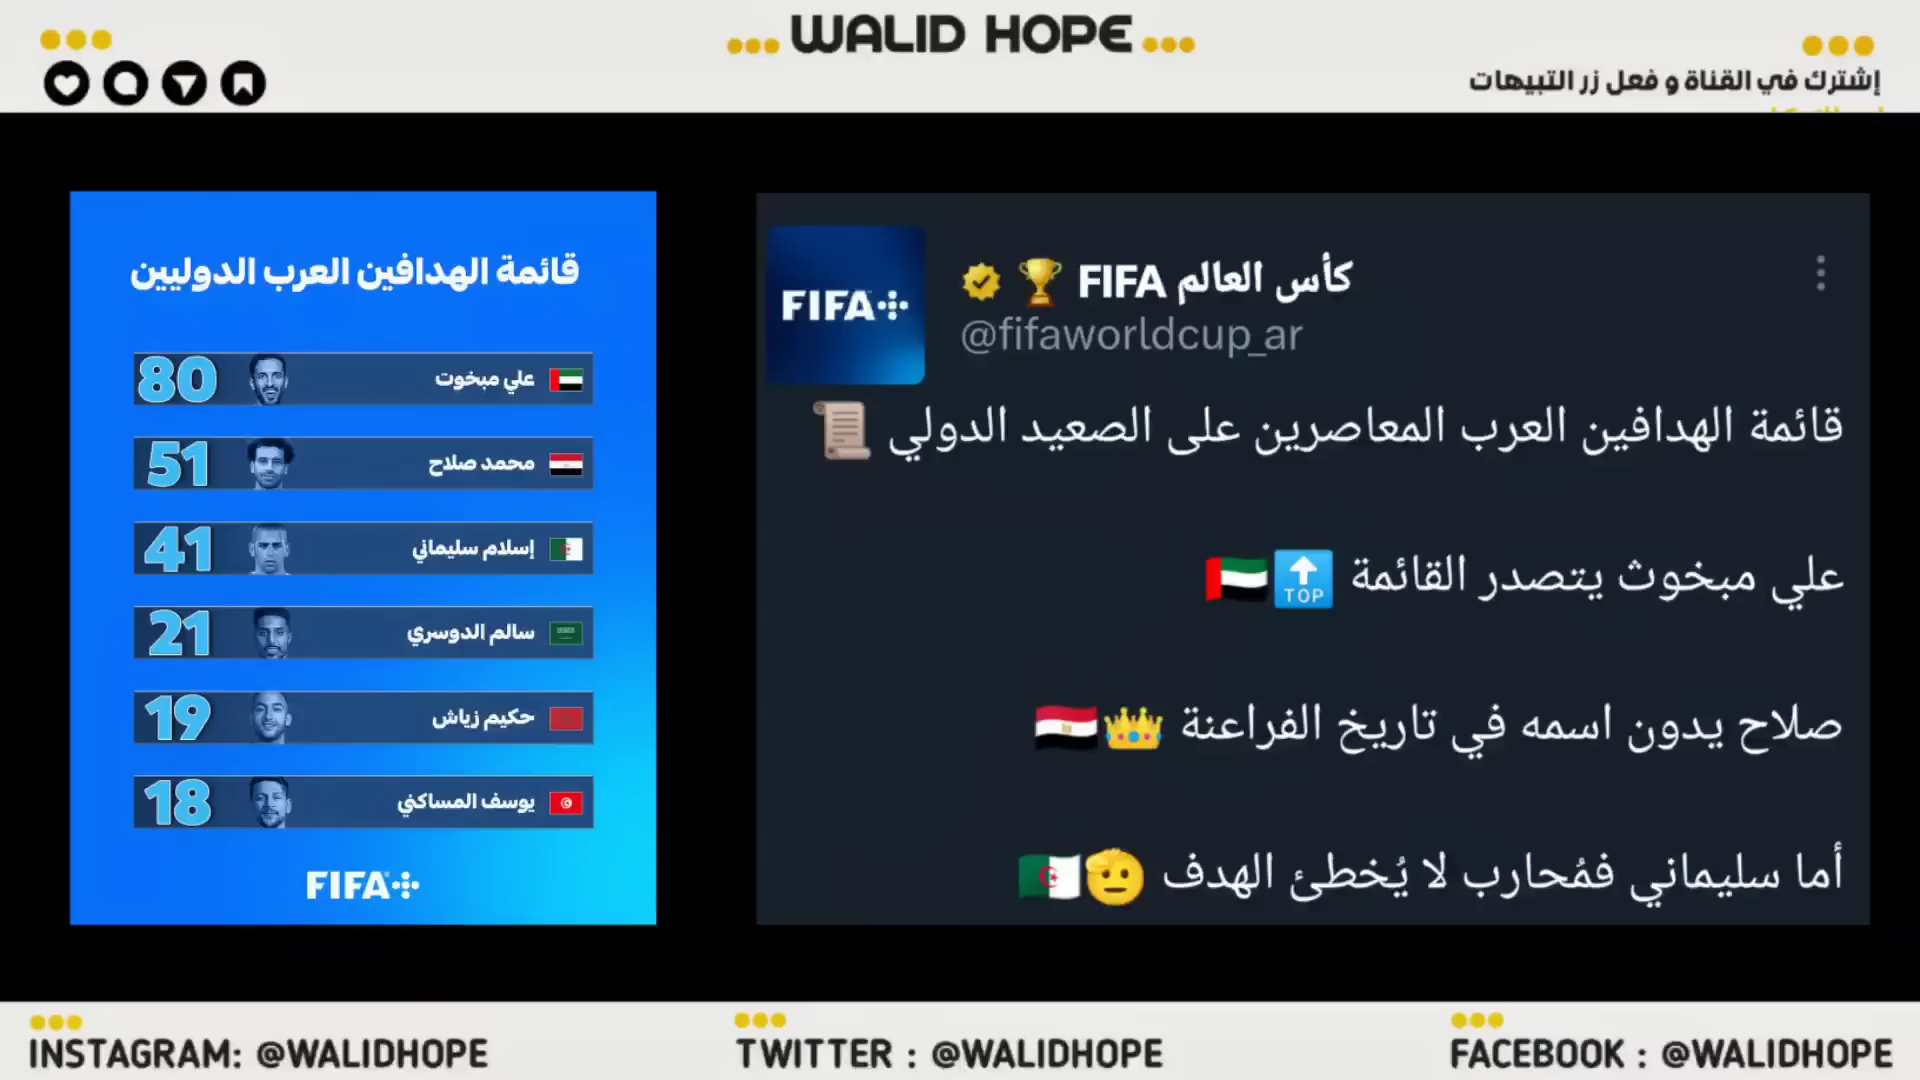 WALID HOPE
إشترك في القناة و فعل زر التبيهات
قائمة الهدافين العرب الدوليين
علي مبخوت 80
محمد صلاح 51
إسلام سليماني 41
سالم الدوسري 21
حكيم زياش 19
يوسف المساكني 18
FIFA+
FIFA+
كأس العالم FIFA
@fifaworldcup_ar
قائمة الهدافين العرب المعاصرين على الصعيد الدولي
علي مبخوث يتصدر القائمة
TOP
صلاح يدون اسمه في تاريخ الفراعنة
أما سليماني فمُحارب لا يُخطئ الهدف
INSTAGRAM: @WALIDHOPE
TWITTER : @WALIDHOPE
FACEBOOK : @WALIDHOPE